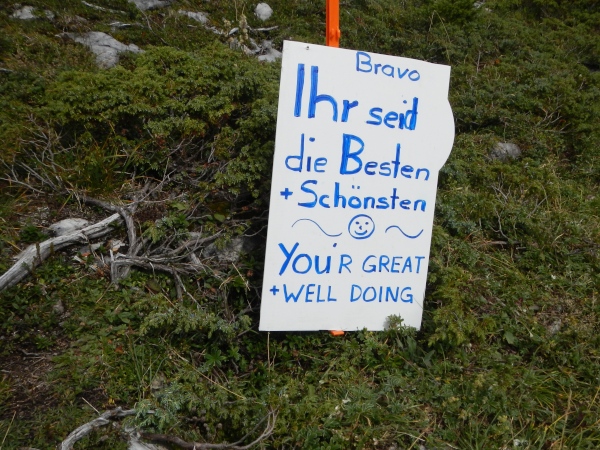 Bravo
Ihr seid
die Besten
+ Schönsten
You'R GREAT
+ WELL DOING